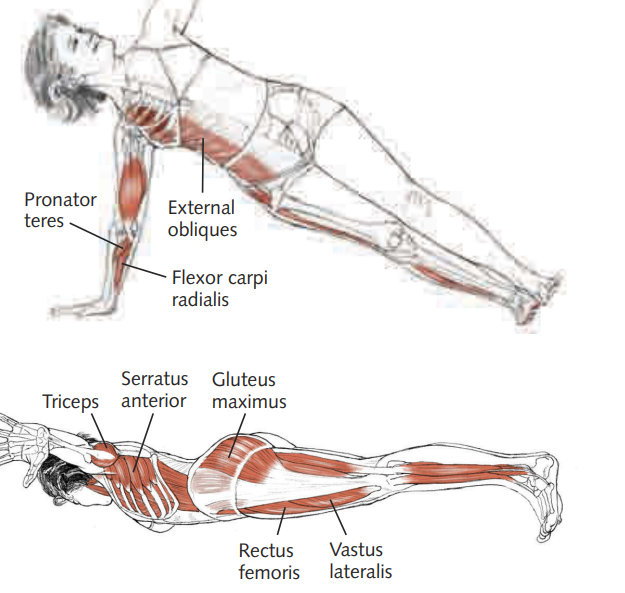 Pronator
teres
External
obliques
Flexor carpi
radialis
Triceps
Serratus
anterior
Gluteus
maximus
Rectus
femoris
Vastus
lateralis